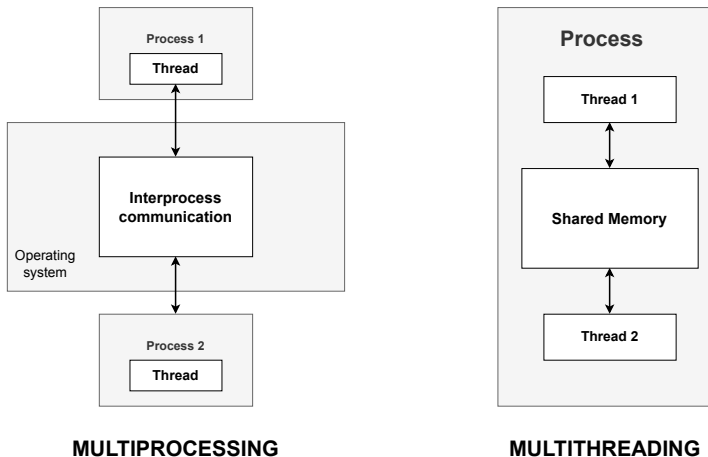 Process 1
Thread
Interprocess
communication
Operating
system
Process 2
Thread
MULTIPROCESSING
Process
Thread 1
Shared Memory
Thread 2
MULTITHREADING